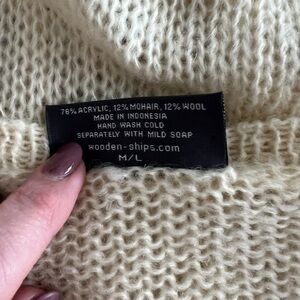 76% ACRYLIC, 12% MOHAIR, 12% WOOL
MADE IN INDONESIA
HAND WASH COLD
SEPARATELY WITH MILD SOAP
wooden-ships.com
M/L